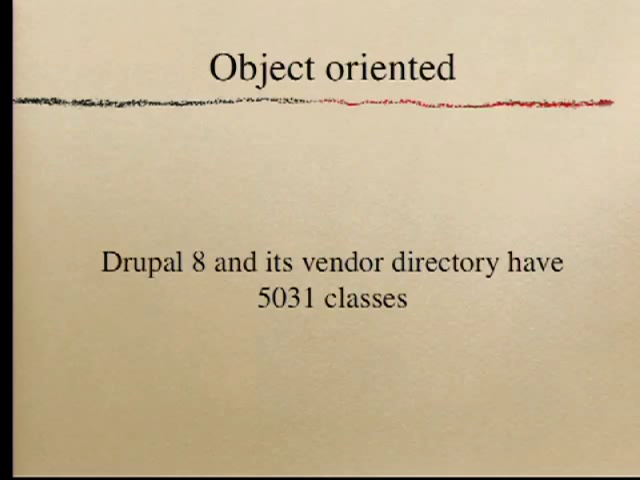 Object oriented
Drupal 8 and its vendor directory have
5031 classes